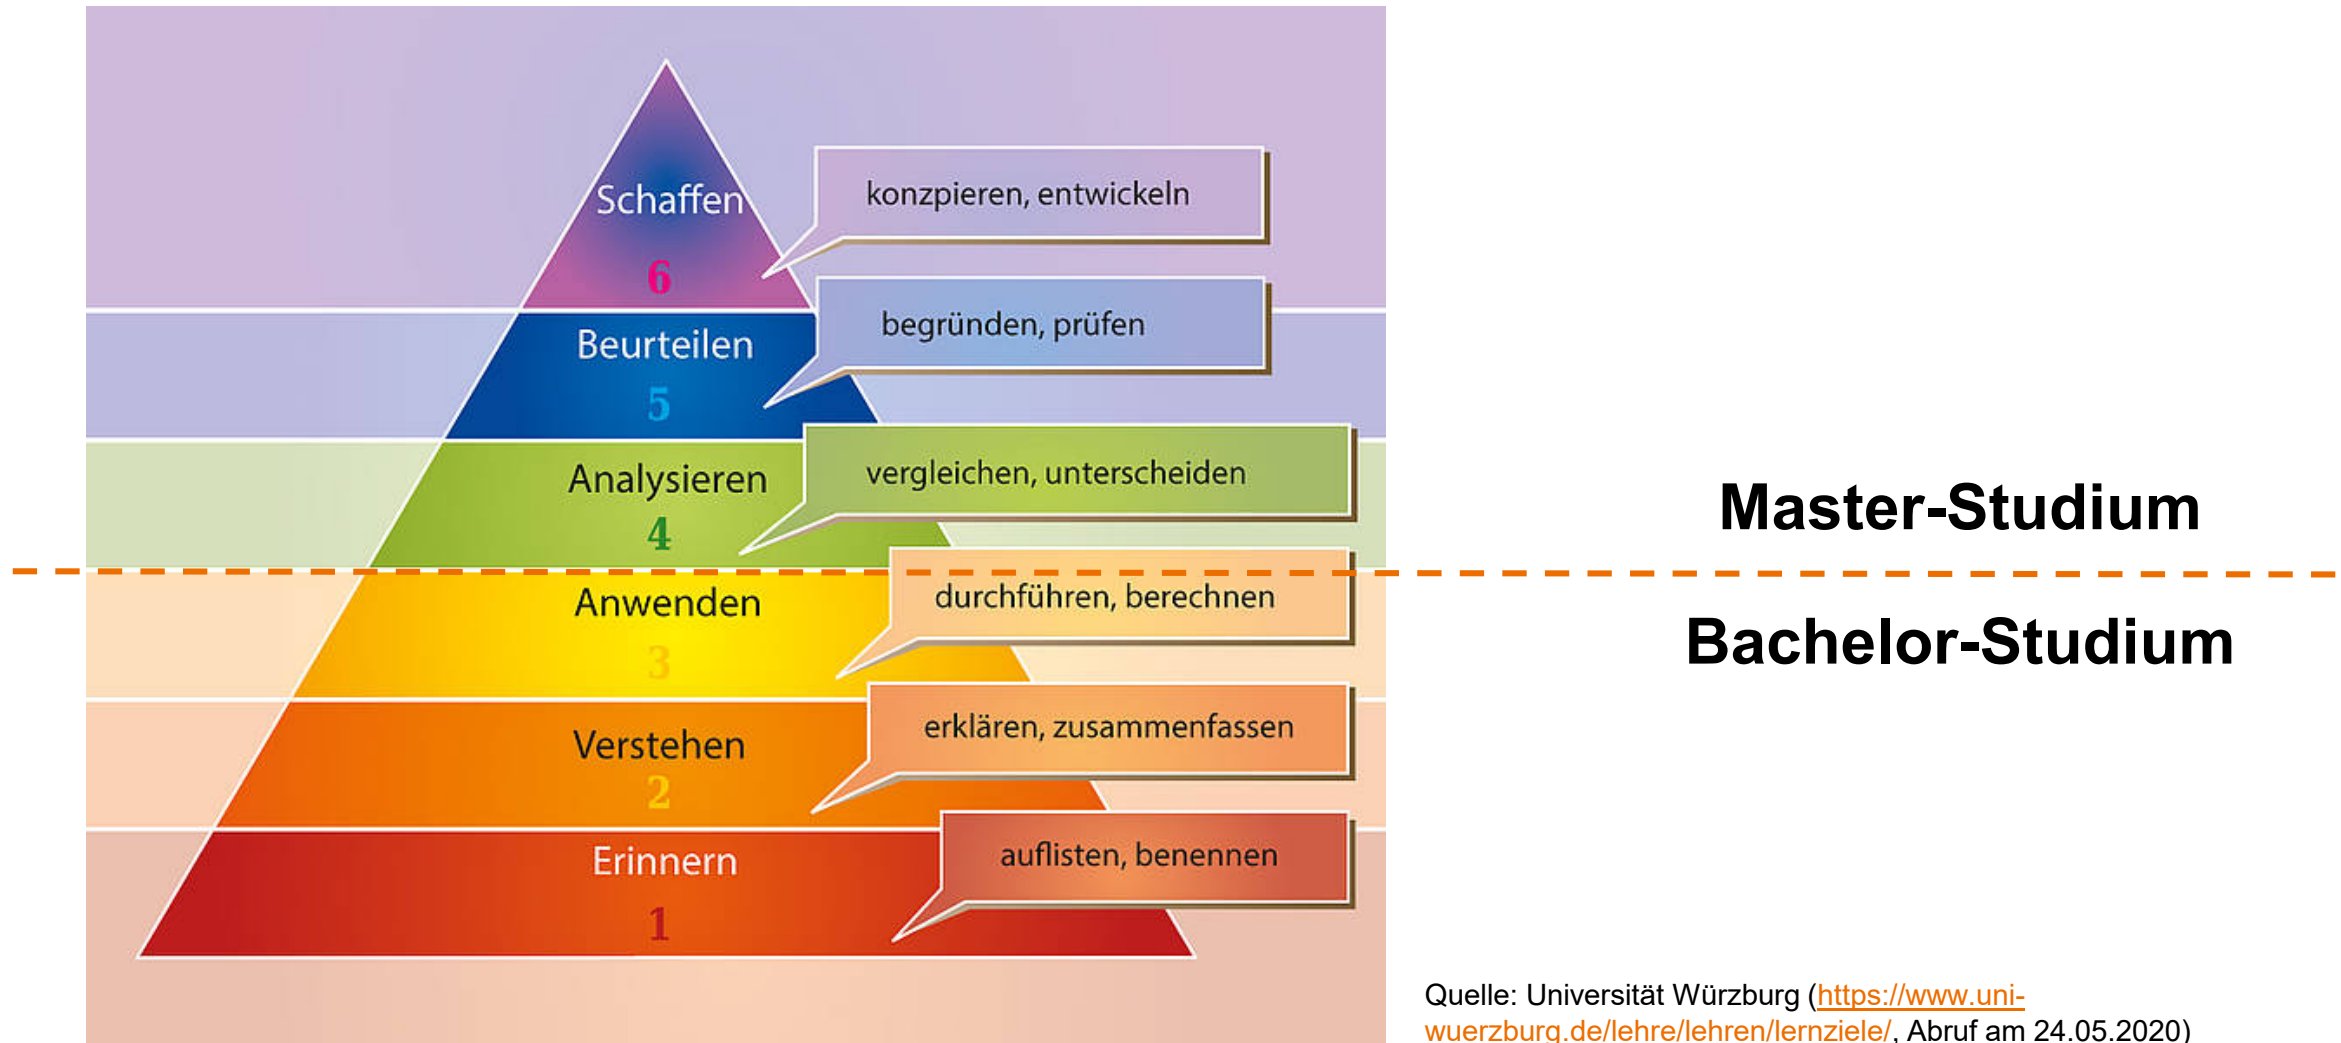 Schaffen
6
konzpieren, entwickeln
Beurteilen
5
begründen, prüfen
Analysieren
4
vergleichen, unterscheiden
Anwenden
3
durchführen, berechnen
Verstehen
2
erklären, zusammenfassen
Erinnern
1
auflisten, benennen
Master-Studium
Bachelor-Studium
Quelle: Universität Würzburg (https://www.uni-
wuerzburg.de/lehre/lehren/lernziele/, Abruf am 24.05.2020)